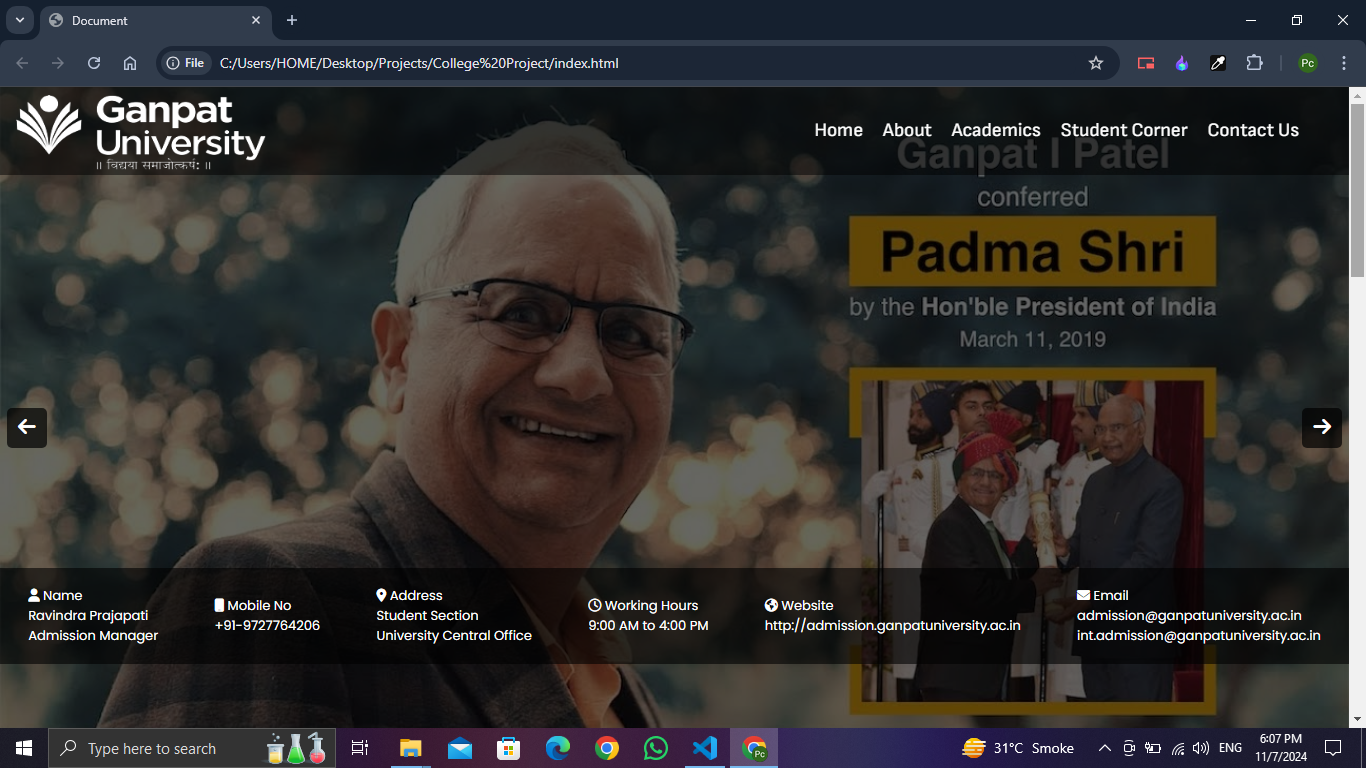 Document
File
C:/Users/HOME/Desktop/Projects/College%20Project/index.html
Pc
Ganpat
University
॥ विद्यया समाजोत्कर्षः ॥
Home
About
Academics
Student Corner
Contact Us
Ganpat I Patel
conferred
Padma Shri
by the Hon'ble President of India
March 11, 2019
Name
Ravindra Prajapati
Admission Manager
Mobile No
+91-9727764206
Address
Student Section
University Central Office
Working Hours
9:00 AM to 4:00 PM
Website
http://admission.ganpatuniversity.ac.in
Email
admission@ganpatuniversity.ac.in
int.admission@ganpatuniversity.ac.in
Type here to search
Pc
31°C Smoke
ENG
6:07 PM
11/7/2024